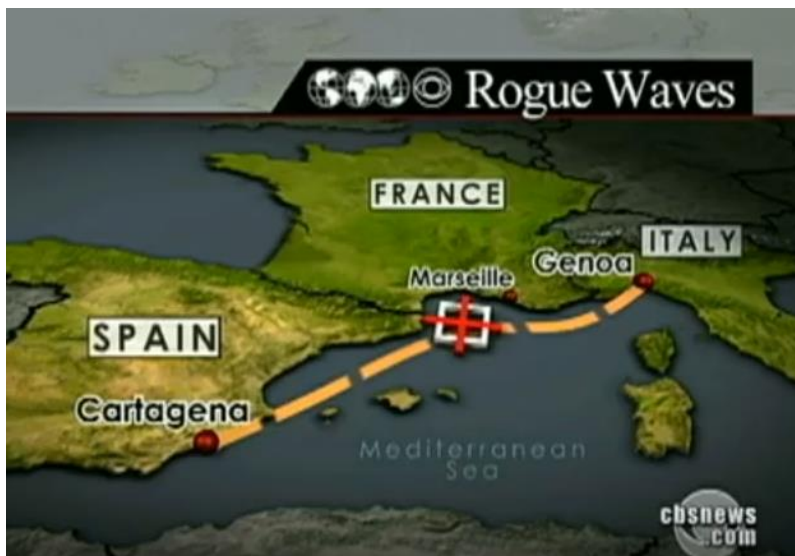 Rogue Waves
FRANCE
ITALY
Genoa
Marseille
SPAIN
Cartagena
Mediterranean
Sea
cbsnews
.com